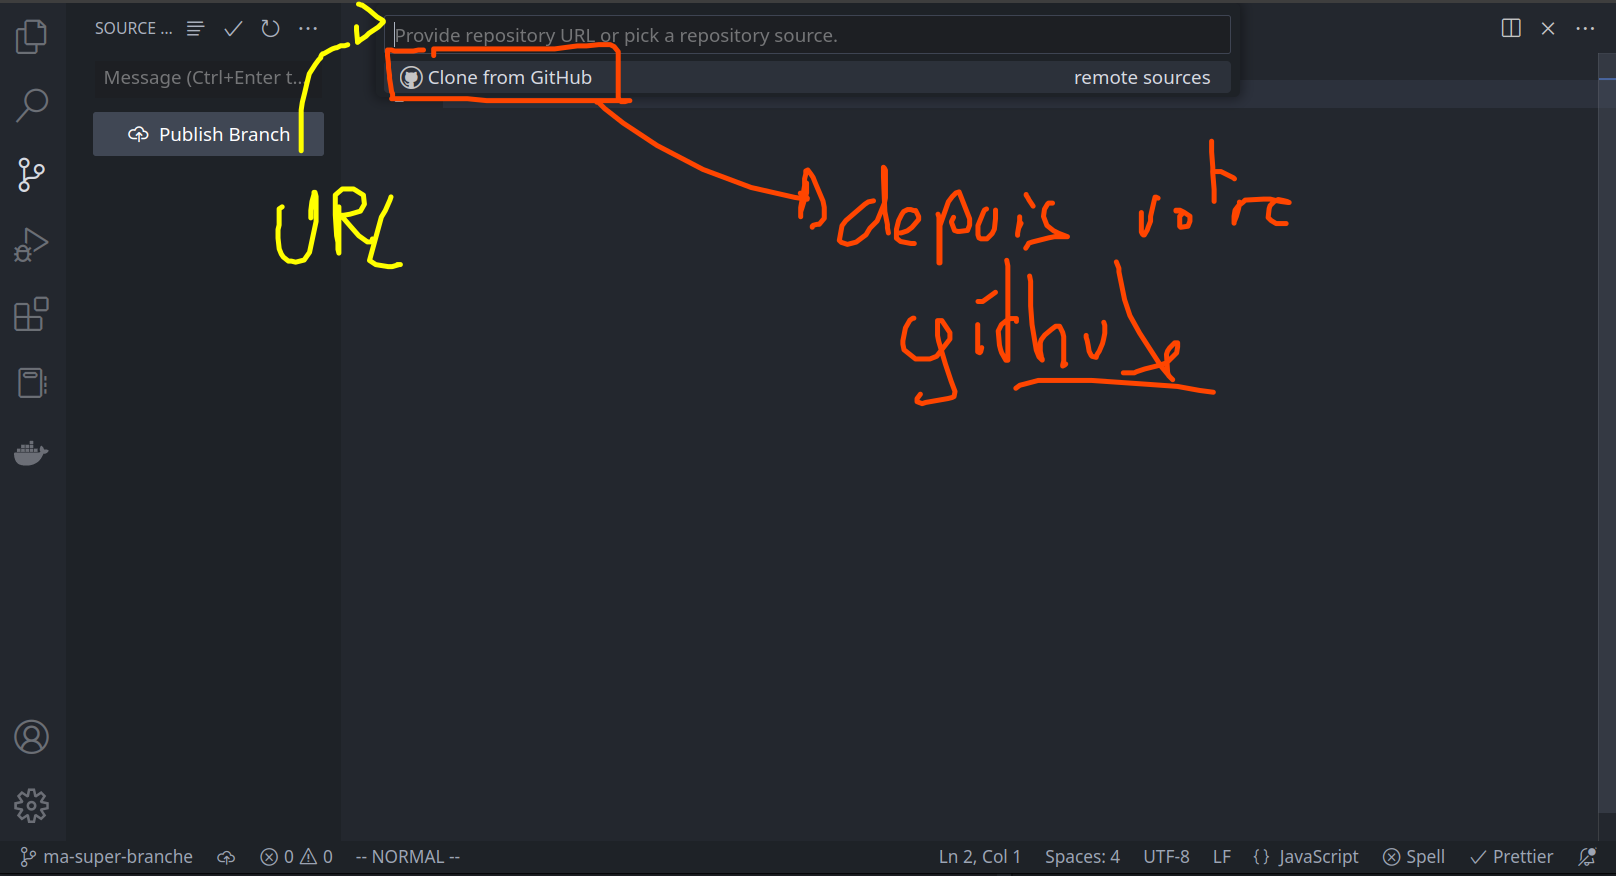 SOURCE ...
Provide repository URL or pick a repository source.
Message (Ctrl+Enter t...
Clone from GitHub remote sources
Publish Branch
URL
depuis votre
github
ma-super-branche 0 0 -- NORMAL -- Ln 2, Col 1 Spaces: 4 UTF-8 LF {} JavaScript Spell Prettier